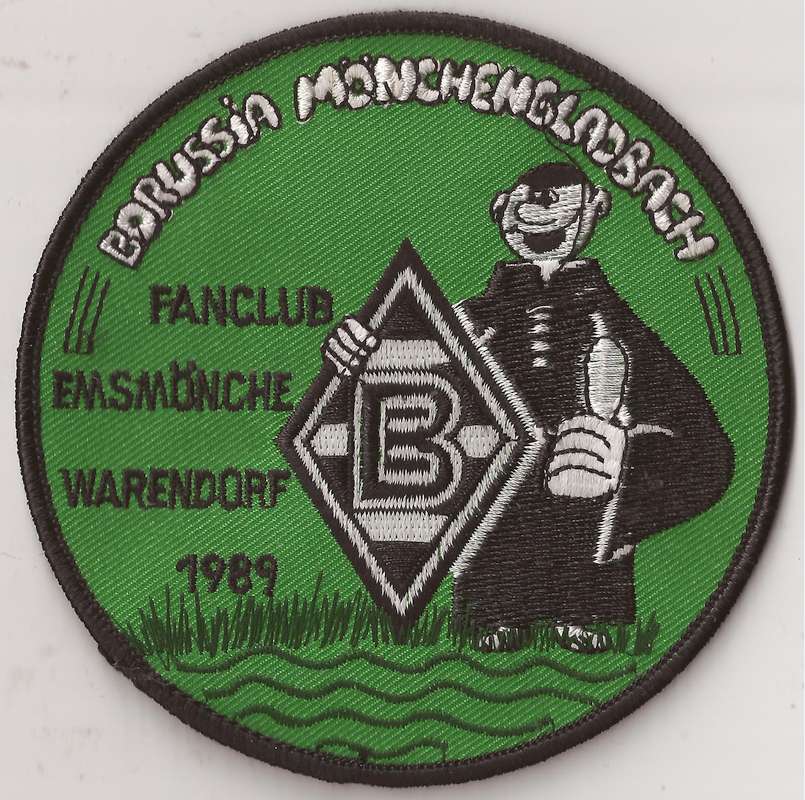 BORUSSiA MÖNCHENGLADBACH
FANCLUB
EMSMÖNCHE
WARENDORF
1989
B